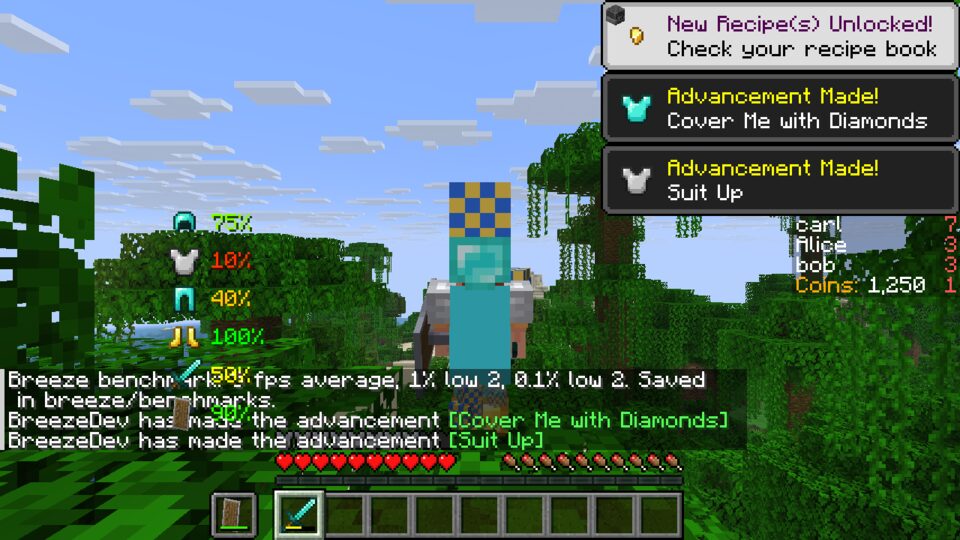 New Recipe(s) Unlocked!
Check your recipe book
Advancement Made!
Cover Me with Diamonds
Advancement Made!
Suit Up
carl 7
Alice 3
bob 3
Coins: 1,250 1
75%
10%
40%
100%
50%
90%
Breeze benchmark: fps average, 1% low 2, 0.1% low 2. Saved
in breeze/benchmarks.
BreezeDev has made the advancement [Cover Me with Diamonds]
BreezeDev has made the advancement [Suit Up]